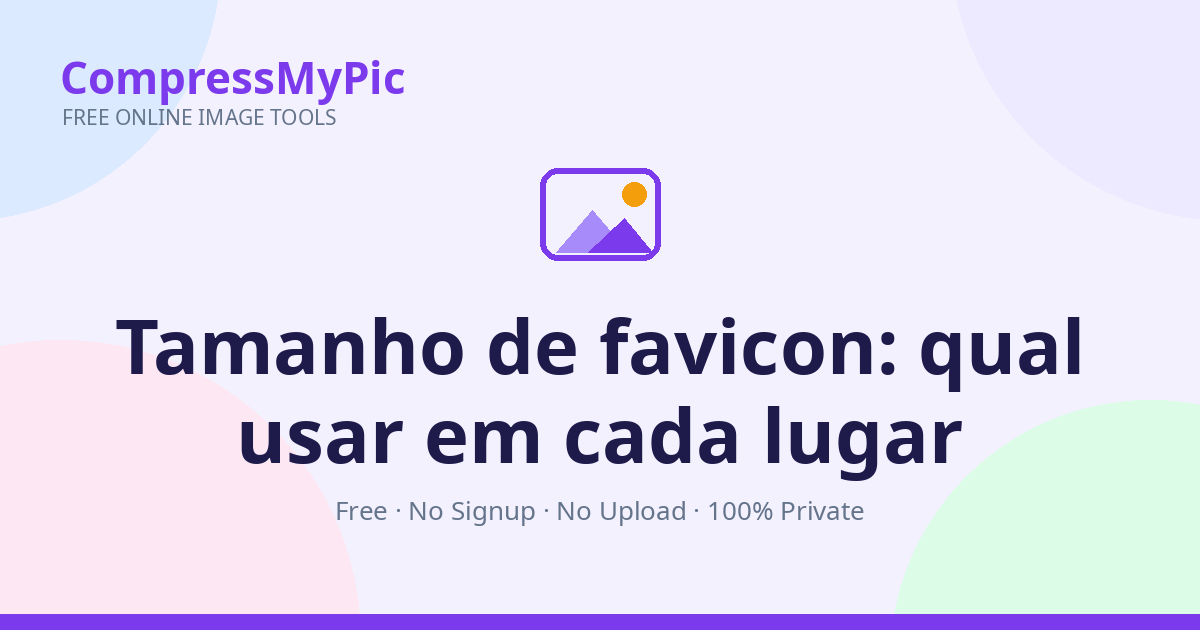 CompressMyPic
FREE ONLINE IMAGE TOOLS
Tamanho de favicon: qual
usar em cada lugar
Free · No Signup · No Upload · 100% Private